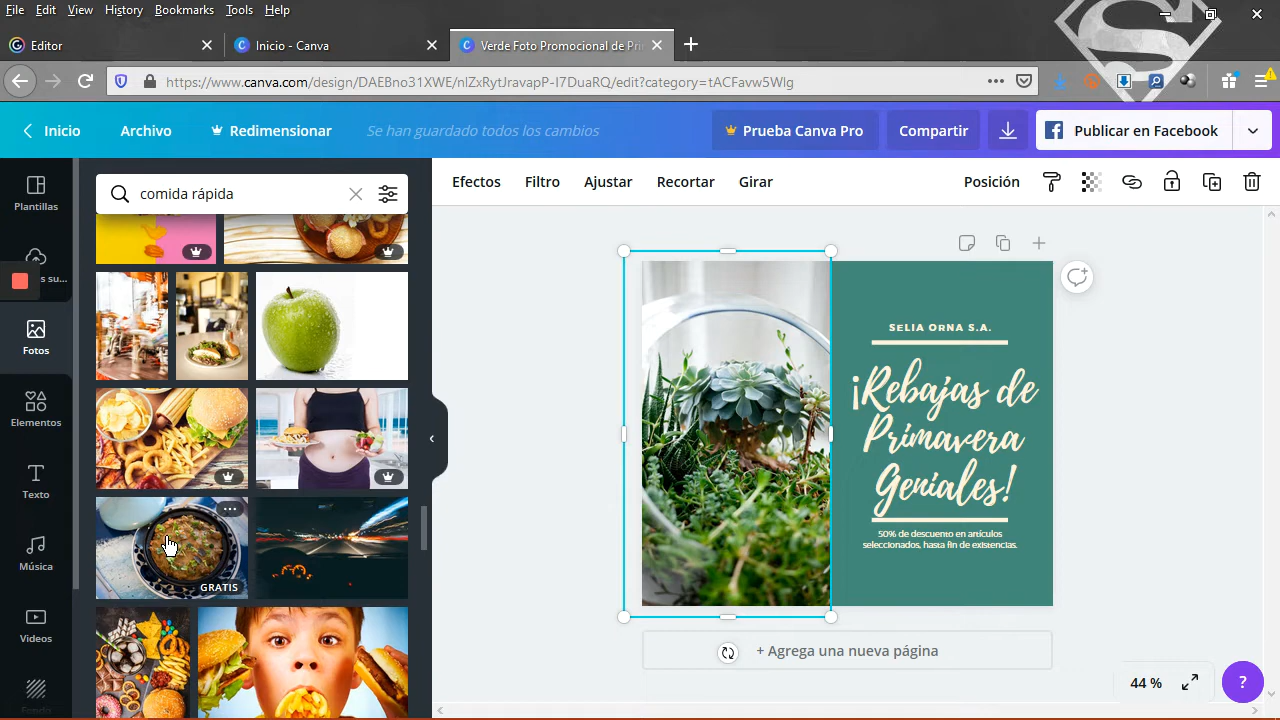 File Edit View History Bookmarks Tools Help
Editor
Inicio - Canva
Verde Foto Promocional de Pri
https://www.canva.com/design/DAEBno31XWE/nlZxRytJravapP-I7DuaRQ/edit?category=tACFavw5WIg
Inicio
Archivo
Redimensionar
Se han guardado todos los cambios
Prueba Canva Pro
Compartir
Publicar en Facebook
Plantillas
s su...
Fotos
Elementos
Texto
Música
Videos
Fondo
comida rápida
GRATIS
Efectos
Filtro
Ajustar
Recortar
Girar
Posición
SELIA ORNA S.A.
¡Rebajas de
Primavera
Geniales!
50% de descuento en artículos
seleccionados, hasta fin de existencias.
+ Agrega una nueva página
44 %
?